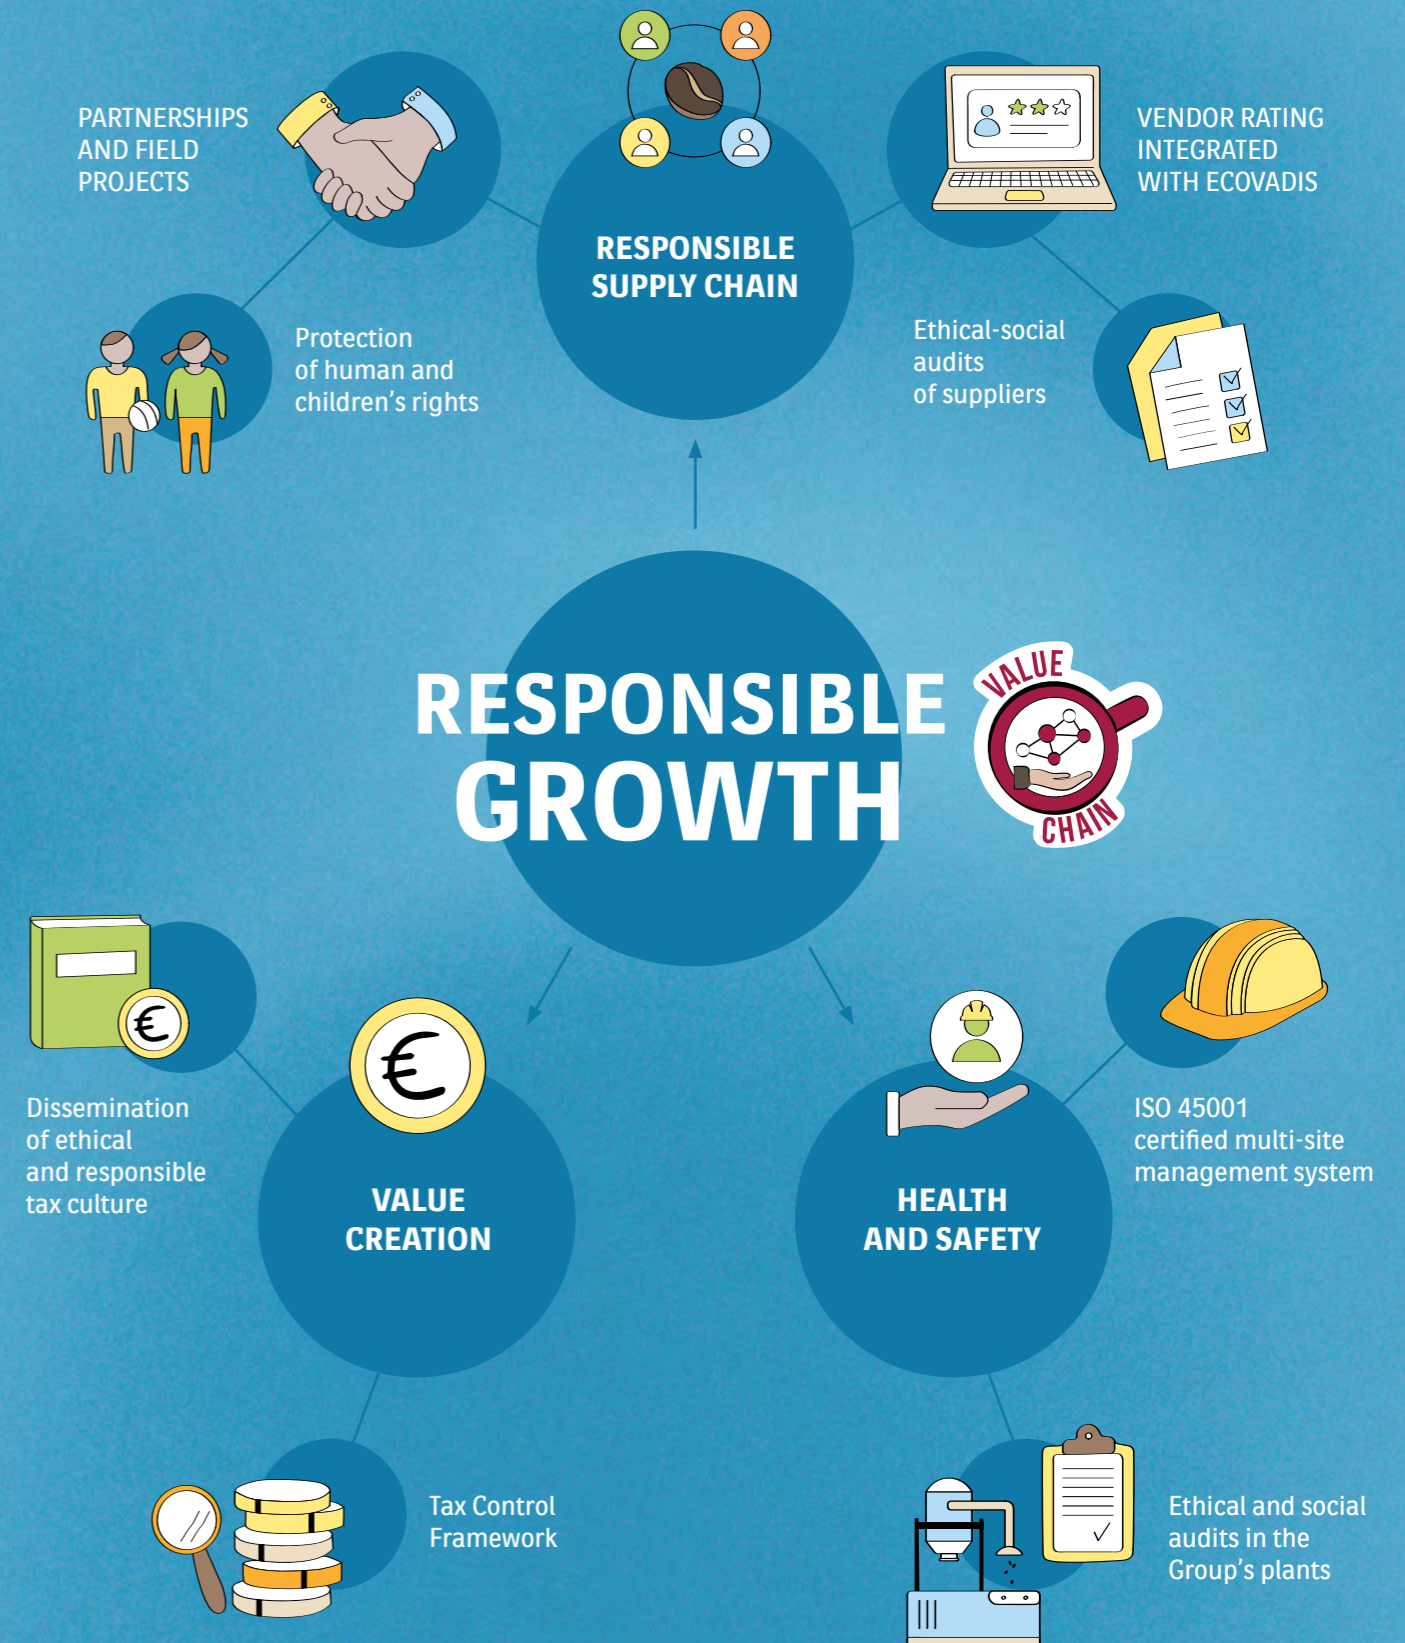 PARTNERSHIPS
AND FIELD
PROJECTS
VENDOR RATING
INTEGRATED
WITH ECOVADIS
RESPONSIBLE
SUPPLY CHAIN
Protection
of human and
children's rights
Ethical-social
audits
of suppliers
RESPONSIBLE
GROWTH
VALUE
CHAIN
€
€
Dissemination
of ethical
and responsible
tax culture
VALUE
CREATION
HEALTH
AND SAFETY
ISO 45001
certified multi-site
management system
Tax Control
Framework
Ethical and social
audits in the
Group's plants